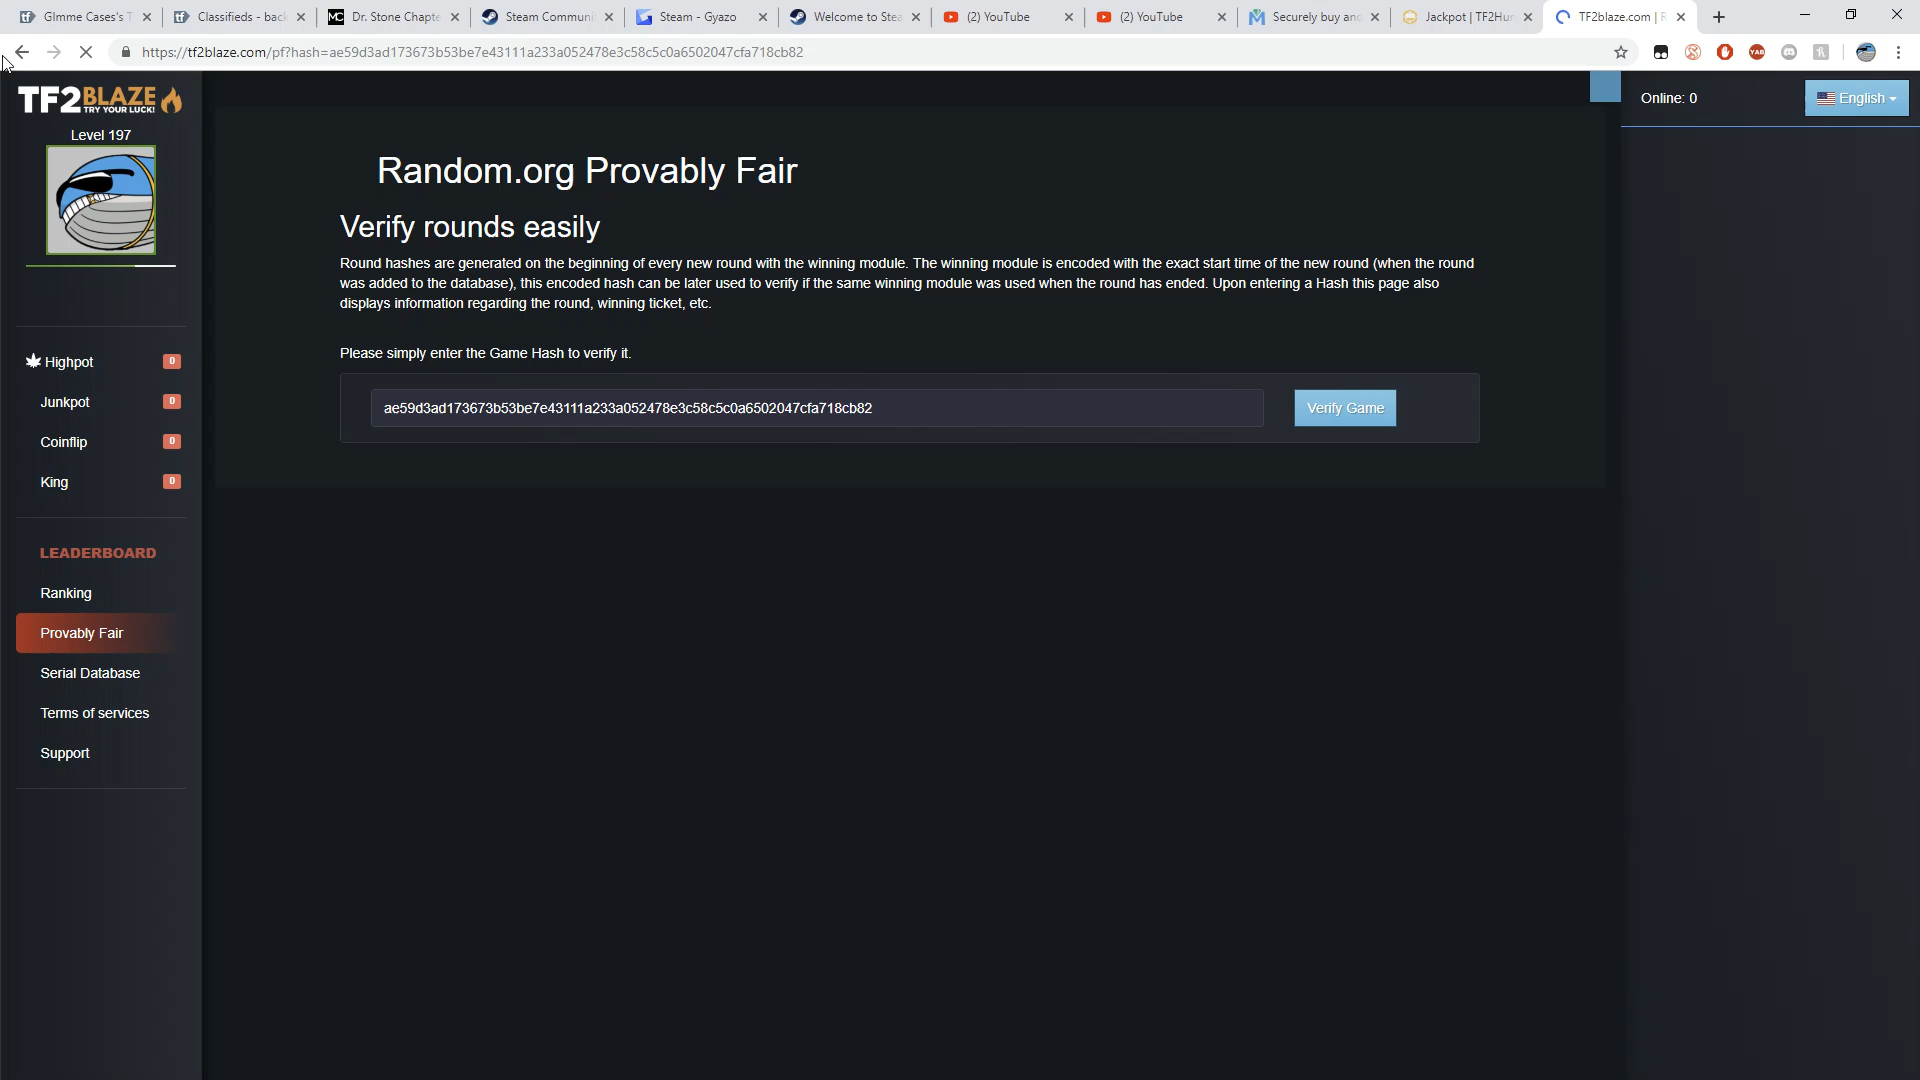 GImme Cases's T
Classifieds - back
MC Dr. Stone Chapte
Steam Communi
Steam - Gyazo
Welcome to Stea
(2) YouTube
(2) YouTube
Securely buy and
Jackpot | TF2Hun
TF2blaze.com | R
https://tf2blaze.com/pf?hash=ae59d3ad173673b53be7e43111a233a052478e3c58c5c0a6502047cfa718cb82
TF2BLAZE
TRY YOUR LUCK!
Level 197
Highpot 0
Junkpot 0
Coinflip 0
King 0
LEADERBOARD
Ranking
Provably Fair
Serial Database
Terms of services
Support
Random.org Provably Fair
Verify rounds easily
Round hashes are generated on the beginning of every new round with the winning module. The winning module is encoded with the exact start time of the new round (when the round
was added to the database), this encoded hash can be later used to verify if the same winning module was used when the round has ended. Upon entering a Hash this page also
displays information regarding the round, winning ticket, etc.
Please simply enter the Game Hash to verify it.
ae59d3ad173673b53be7e43111a233a052478e3c58c5c0a6502047cfa718cb82
Verify Game
Online: 0
English